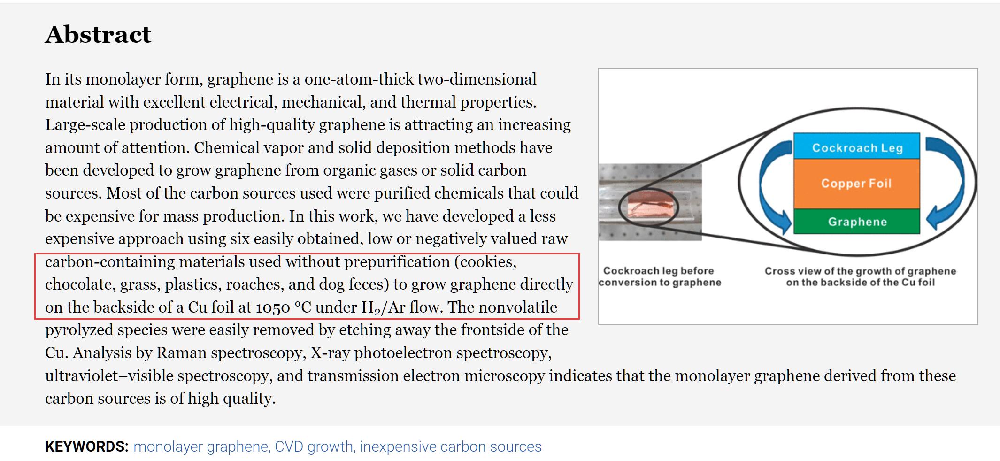 Abstract
In its monolayer form, graphene is a one-atom-thick two-dimensional
material with excellent electrical, mechanical, and thermal properties.
Large-scale production of high-quality graphene is attracting an increasing
amount of attention. Chemical vapor and solid deposition methods have
been developed to grow graphene from organic gases or solid carbon
sources. Most of the carbon sources used were purified chemicals that could
be expensive for mass production. In this work, we have developed a less
expensive approach using six easily obtained, low or negatively valued raw
carbon-containing materials used without prepurification (cookies,
chocolate, grass, plastics, roaches, and dog feces) to grow graphene directly
on the backside of a Cu foil at 1050 °C under H₂/Ar flow. The nonvolatile
pyrolyzed species were easily removed by etching away the frontside of the
Cu. Analysis by Raman spectroscopy, X-ray photoelectron spectroscopy,
ultraviolet–visible spectroscopy, and transmission electron microscopy indicates that the monolayer graphene derived from these
carbon sources is of high quality.
Cockroach Leg
Copper Foil
Graphene
Cockroach leg before
conversion to graphene
Cross view of the growth of graphene
on the backside of the Cu foil
KEYWORDS: monolayer graphene, CVD growth, inexpensive carbon sources